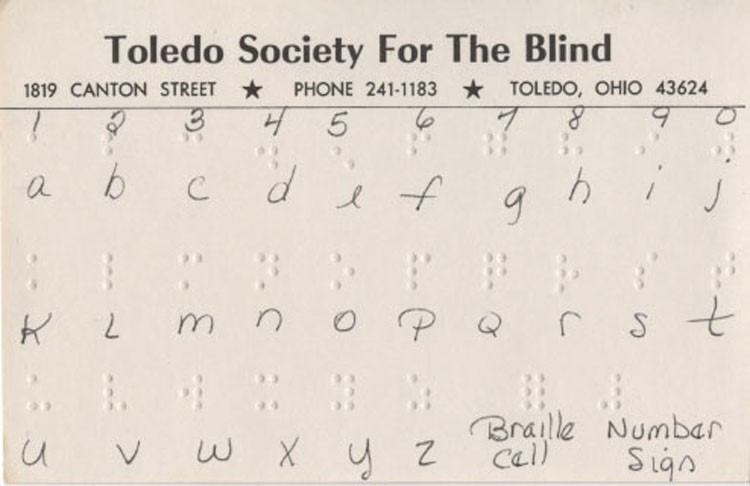 Toledo Society For The Blind
1819 CANTON STREET ★ PHONE 241-1183 ★ TOLEDO, OHIO 43624
1 2 3 4 5 6 7 8 9 0
a b c d e f g h i j
K L m n o P Q r s t
u v w x y z Braille Cell Number Sign